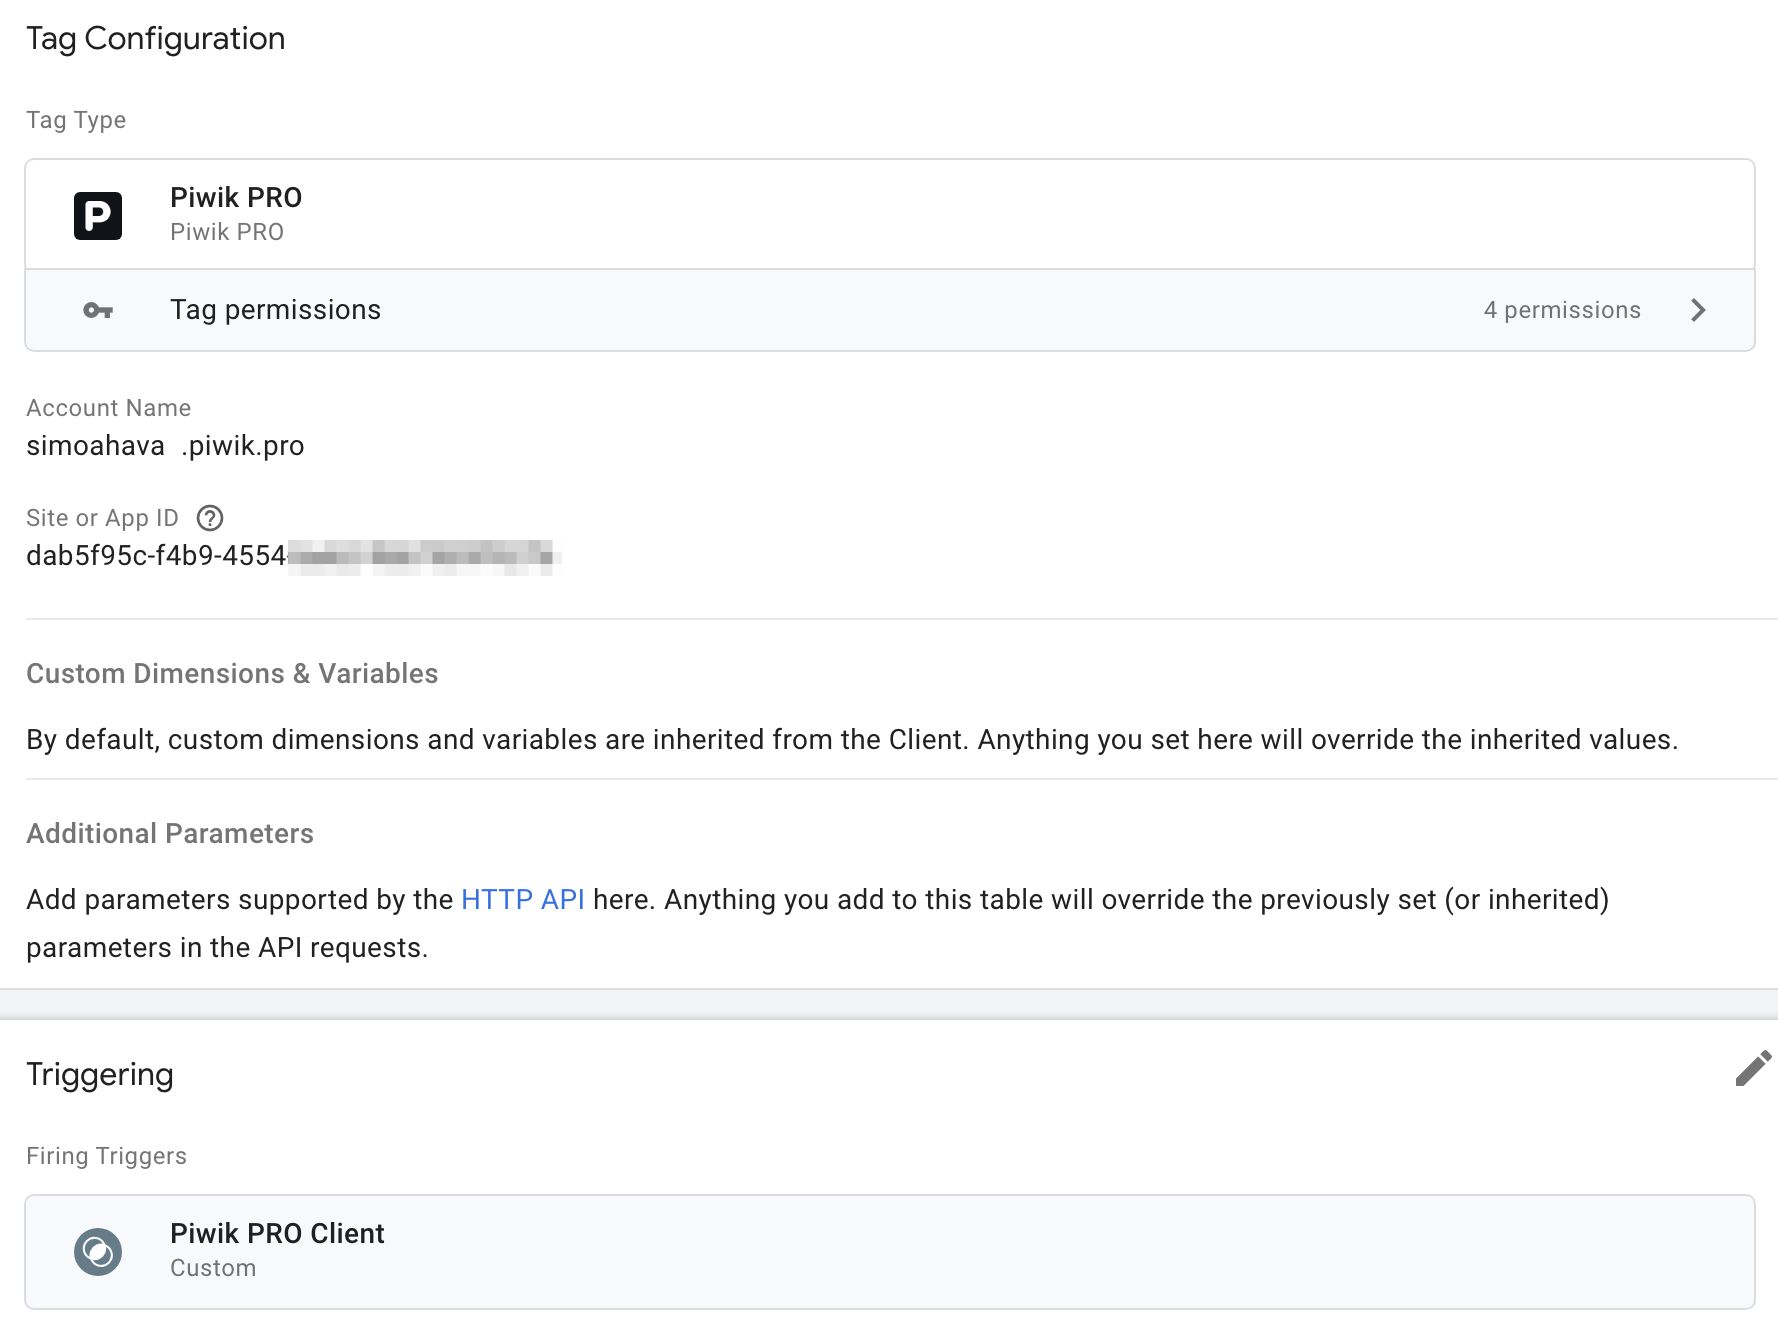 Tag Configuration
Tag Type
P
Piwik PRO
Piwik PRO
Tag permissions
4 permissions
Account Name
simoahava .piwik.pro
Site or App ID ?
dab5f95c-f4b9-4554-
Custom Dimensions & Variables
By default, custom dimensions and variables are inherited from the Client. Anything you set here will override the inherited values.
Additional Parameters
Add parameters supported by the HTTP API here. Anything you add to this table will override the previously set (or inherited)
parameters in the API requests.
Triggering
Firing Triggers
Piwik PRO Client
Custom